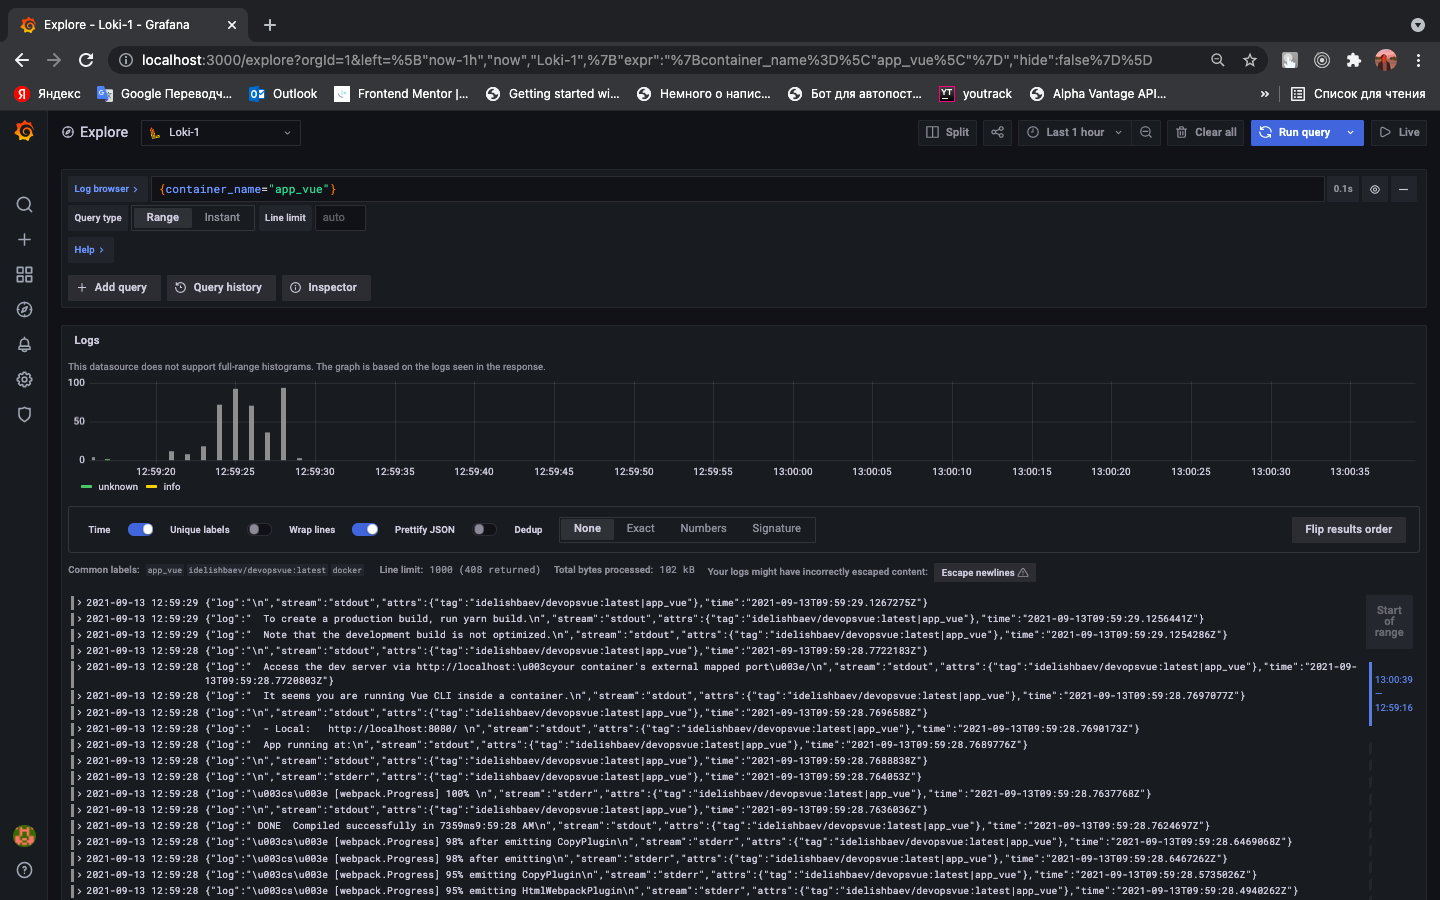 Explore - Loki-1 - Grafana
localhost:3000/explore?orgId=1&left=%5B"now-1h","now","Loki-1",%7B"expr":"%7Bcontainer_name%3D%5C"app_vue%5C"%7D","hide":false%7D%5D
Яндекс Google Переводч... Outlook Frontend Mentor |... Getting started wi... Немного о напис... Бот для автопост... YT youtrack Alpha Vantage API... » Список для чтения
Explore Loki-1 Split Last 1 hour Clear all Run query Live
Log browser > {container_name="app_vue"} 0.1s
Query type Range Instant Line limit auto
Help >
+ Add query Query history Inspector
Logs
This datasource does not support full-range histograms. The graph is based on the logs seen in the response.
100
50
0
12:59:20 12:59:25 12:59:30 12:59:35 12:59:40 12:59:45 12:59:50 12:59:55 13:00:00 13:00:05 13:00:10 13:00:15 13:00:20 13:00:25 13:00:30 13:00:35
unknown info
Time Unique labels Wrap lines Prettify JSON Dedup None Exact Numbers Signature Flip results order
Common labels: app_vue idelishbaev/devopsvue:latest docker Line limit: 1000 (408 returned) Total bytes processed: 102 kB Your logs might have incorrectly escaped content: Escape newlines
2021-09-13 12:59:29 {"log":"\n","stream":"stdout","attrs":{"tag":"idelishbaev/devopsvue:latest|app_vue"},"time":"2021-09-13T09:59:29.1267275Z"}
2021-09-13 12:59:29 {"log":"  To create a production build, run yarn build.\n","stream":"stdout","attrs":{"tag":"idelishbaev/devopsvue:latest|app_vue"},"time":"2021-09-13T09:59:29.1256441Z"}
2021-09-13 12:59:29 {"log":"  Note that the development build is not optimized.\n","stream":"stdout","attrs":{"tag":"idelishbaev/devopsvue:latest|app_vue"},"time":"2021-09-13T09:59:29.1254286Z"}
2021-09-13 12:59:28 {"log":"\n","stream":"stdout","attrs":{"tag":"idelishbaev/devopsvue:latest|app_vue"},"time":"2021-09-13T09:59:28.7722183Z"}
2021-09-13 12:59:28 {"log":"  Access the dev server via http://localhost:\u003cyour container's external mapped port\u003e/\n","stream":"stdout","attrs":{"tag":"idelishbaev/devopsvue:latest|app_vue"},"time":"2021-09-
13T09:59:28.7720803Z"}
2021-09-13 12:59:28 {"log":"  It seems you are running Vue CLI inside a container.\n","stream":"stdout","attrs":{"tag":"idelishbaev/devopsvue:latest|app_vue"},"time":"2021-09-13T09:59:28.7697077Z"}
2021-09-13 12:59:28 {"log":"\n","stream":"stdout","attrs":{"tag":"idelishbaev/devopsvue:latest|app_vue"},"time":"2021-09-13T09:59:28.7696588Z"}
2021-09-13 12:59:28 {"log":"  - Local:   http://localhost:8080/ \n","stream":"stdout","attrs":{"tag":"idelishbaev/devopsvue:latest|app_vue"},"time":"2021-09-13T09:59:28.7690173Z"}
2021-09-13 12:59:28 {"log":"  App running at:\n","stream":"stdout","attrs":{"tag":"idelishbaev/devopsvue:latest|app_vue"},"time":"2021-09-13T09:59:28.7689776Z"}
2021-09-13 12:59:28 {"log":"\n","stream":"stdout","attrs":{"tag":"idelishbaev/devopsvue:latest|app_vue"},"time":"2021-09-13T09:59:28.7688838Z"}
2021-09-13 12:59:28 {"log":"\n","stream":"stderr","attrs":{"tag":"idelishbaev/devopsvue:latest|app_vue"},"time":"2021-09-13T09:59:28.764053Z"}
2021-09-13 12:59:28 {"log":"\u003cs\u003e [webpack.Progress] 100% \n","stream":"stderr","attrs":{"tag":"idelishbaev/devopsvue:latest|app_vue"},"time":"2021-09-13T09:59:28.7637768Z"}
2021-09-13 12:59:28 {"log":"\n","stream":"stdout","attrs":{"tag":"idelishbaev/devopsvue:latest|app_vue"},"time":"2021-09-13T09:59:28.7636036Z"}
2021-09-13 12:59:28 {"log":" DONE  Compiled successfully in 7359ms9:59:28 AM\n","stream":"stdout","attrs":{"tag":"idelishbaev/devopsvue:latest|app_vue"},"time":"2021-09-13T09:59:28.7624697Z"}
2021-09-13 12:59:28 {"log":"\u003cs\u003e [webpack.Progress] 98% after emitting CopyPlugin\n","stream":"stderr","attrs":{"tag":"idelishbaev/devopsvue:latest|app_vue"},"time":"2021-09-13T09:59:28.6469068Z"}
2021-09-13 12:59:28 {"log":"\u003cs\u003e [webpack.Progress] 98% after emitting\n","stream":"stderr","attrs":{"tag":"idelishbaev/devopsvue:latest|app_vue"},"time":"2021-09-13T09:59:28.6467262Z"}
2021-09-13 12:59:28 {"log":"\u003cs\u003e [webpack.Progress] 95% emitting CopyPlugin\n","stream":"stderr","attrs":{"tag":"idelishbaev/devopsvue:latest|app_vue"},"time":"2021-09-13T09:59:28.5735026Z"}
2021-09-13 12:59:28 {"log":"\u003cs\u003e [webpack.Progress] 95% emitting HtmlWebpackPlugin\n","stream":"stderr","attrs":{"tag":"idelishbaev/devopsvue:latest|app_vue"},"time":"2021-09-13T09:59:28.4940262Z"}
Start
of
range
13:00:39
—
12:59:16